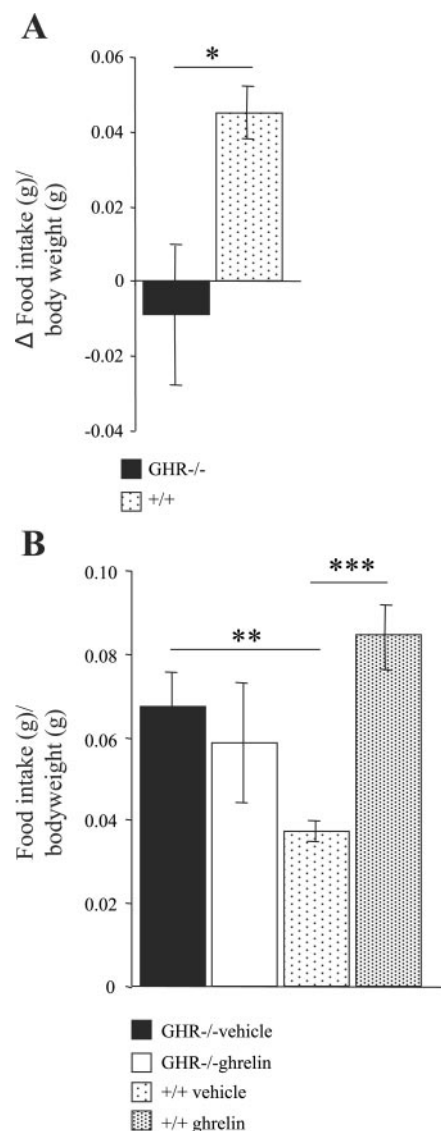 A
0.06
*
0.04
0.02
0
-0.02
-0.04
Δ Food intake (g)/
body weight (g)
GHR-/-
+/+
B
0.10
***
0.08
**
0.06
0.04
0.02
0
Food intake (g)/
bodyweight (g)
GHR-/-vehicle
GHR-/-ghrelin
+/+ vehicle
+/+ ghrelin